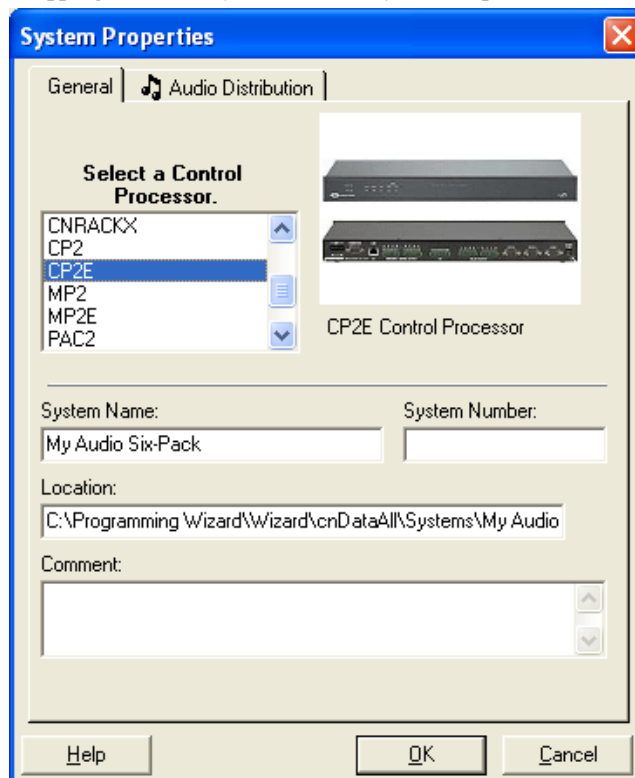 System Properties
General
Audio Distribution
Select a Control
Processor.
CNRACKX
CP2
CP2E
MP2
MP2E
PAC2
CP2E Control Processor
System Name:
System Number:
My Audio Six-Pack
Location:
C:\Programming Wizard\Wizard\cnDataAll\Systems\My Audio
Comment:
Help
OK
Cancel